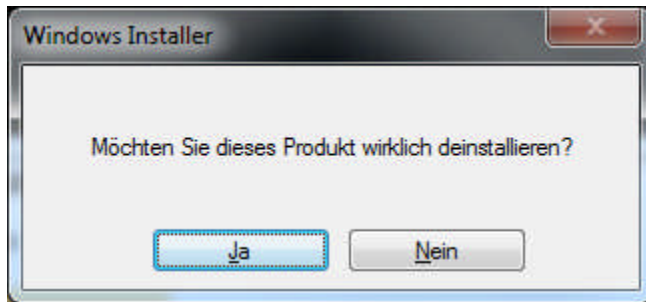 Windows Installer
Möchten Sie dieses Produkt wirklich deinstallieren?
Ja
Nein